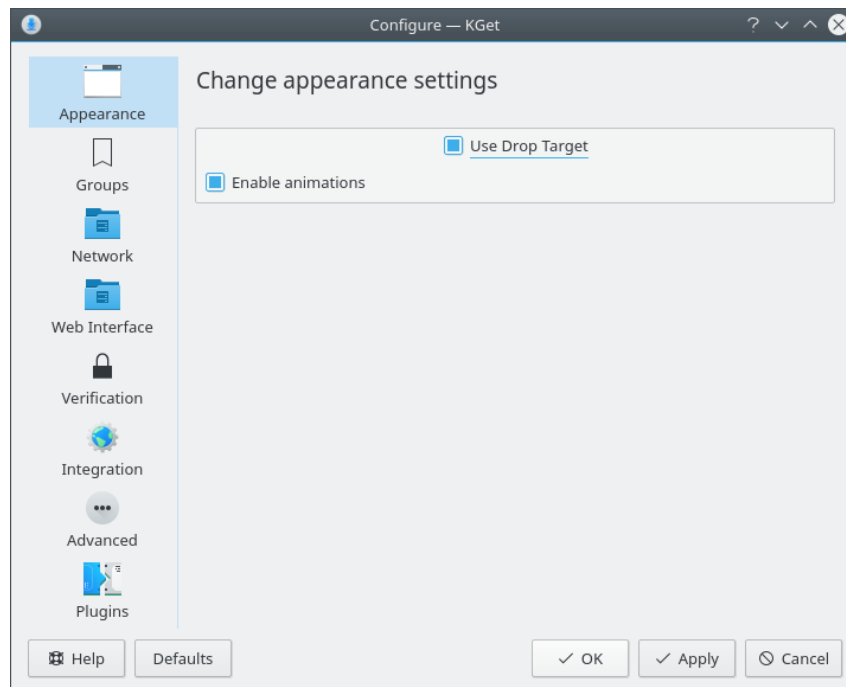 Configure — KGet
Appearance
Groups
Network
Web Interface
Verification
Integration
Advanced
Plugins
Change appearance settings
Use Drop Target
Enable animations
Help
Defaults
OK
Apply
Cancel